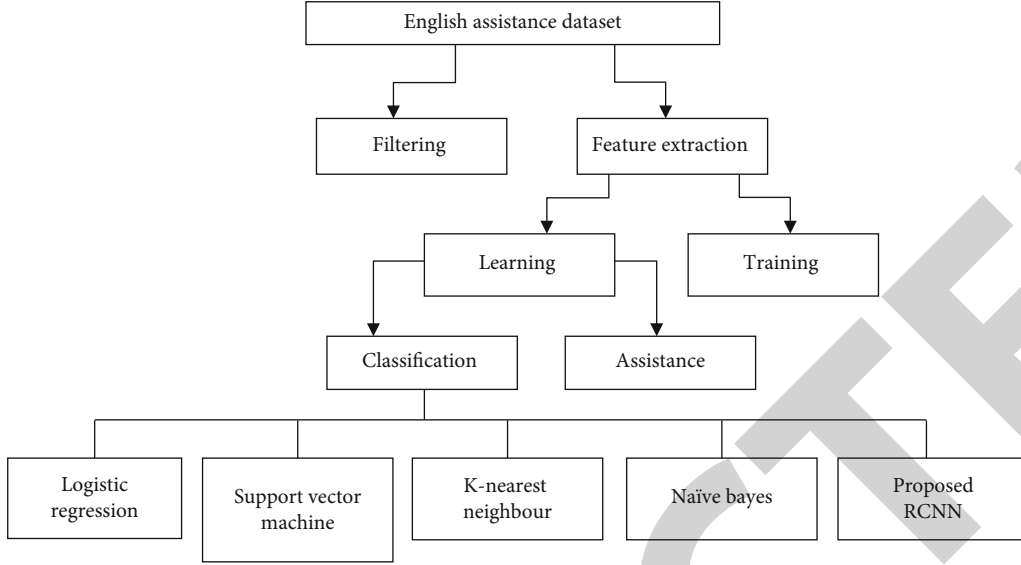 English assistance dataset
Filtering
Feature extraction
Learning
Training
Classification
Assistance
Logistic
regression
Support vector
machine
K-nearest
neighbour
Naïve bayes
Proposed
RCNN
CTE